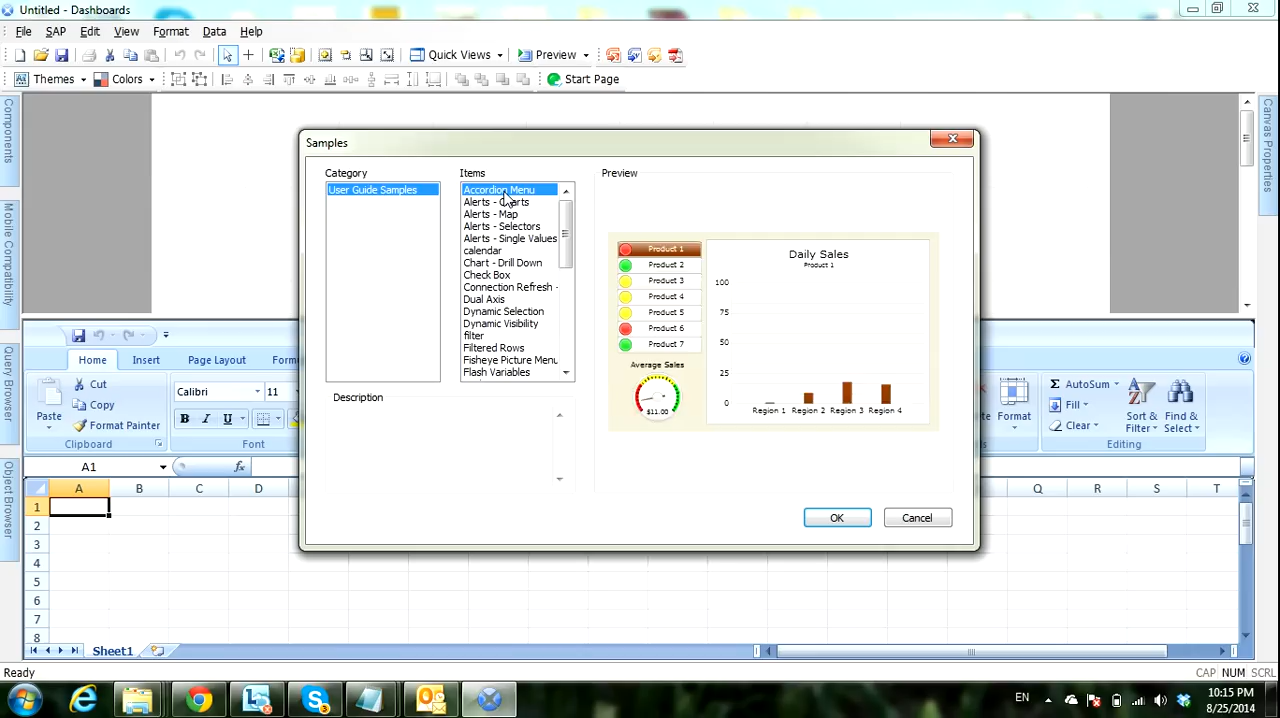 Untitled - Dashboards
File SAP Edit View Format Data Help
Quick Views Preview
Themes Colors Start Page
Components
Mobile Compatibility
Query Browser
Object Browser
Canvas Properties
Samples
Category
User Guide Samples
Items
Accordion Menu
Alerts - Charts
Alerts - Map
Alerts - Selectors
Alerts - Single Values
calendar
Chart - Drill Down
Check Box
Connection Refresh -
Dual Axis
Dynamic Selection
Dynamic Visibility
filter
Filtered Rows
Fisheye Picture Menu
Flash Variables
Description
Preview
Product 1
Product 2
Product 3
Product 4
Product 5
Product 6
Product 7
Average Sales
$11.00
Daily Sales
Product 1
100
75
50
25
0
Region 1 Region 2 Region 3 Region 4
OK Cancel
Home Insert Page Layout
Paste
Cut
Copy
Format Painter
Clipboard
Calibri 11
B I U
Font
Format
AutoSum
Fill
Clear
Sort & Filter
Find & Select
Editing
A1 fx
A B C D Q R S T
1
2
3
4
5
6
7
8
Sheet1
Ready CAP NUM SCRL
EN 10:15 PM
8/25/2014